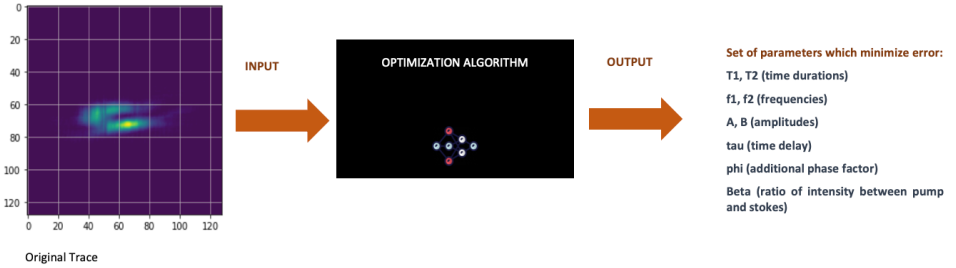 0
20
40
60
80
100
120
0 20 40 60 80 100 120
Original Trace
INPUT
OPTIMIZATION ALGORITHM
OUTPUT
Set of parameters which minimize error:
T1, T2 (time durations)
f1, f2 (frequencies)
A, B (amplitudes)
tau (time delay)
phi (additional phase factor)
Beta (ratio of intensity between pump
and stokes)